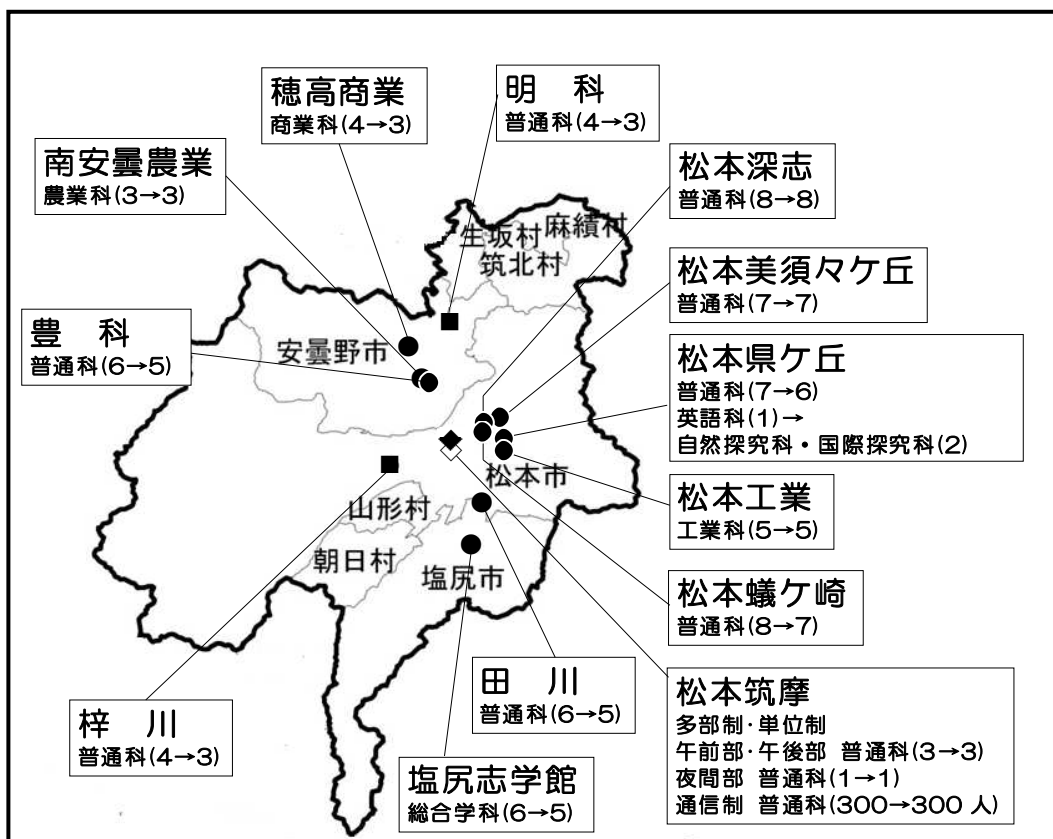 穂高商業
商業科(4→3)
明　科
普通科(4→3)
南安曇農業
農業科(3→3)
松本深志
普通科(8→8)
生坂村
麻績村
筑北村
松本美須々ケ丘
普通科(7→7)
豊　科
普通科(6→5)
安曇野市
松本県ケ丘
普通科(7→6)
英語科(1)→
自然探究科・国際探究科(2)
松本市
松本工業
工業科(5→5)
山形村
朝日村
塩尻市
松本蟻ケ崎
普通科(8→7)
田　川
普通科(6→5)
松本筑摩
多部制・単位制
午前部・午後部 普通科(3→3)
夜間部 普通科(1→1)
通信制 普通科(300→300 人)
梓　川
普通科(4→3)
塩尻志学館
総合学科(6→5)